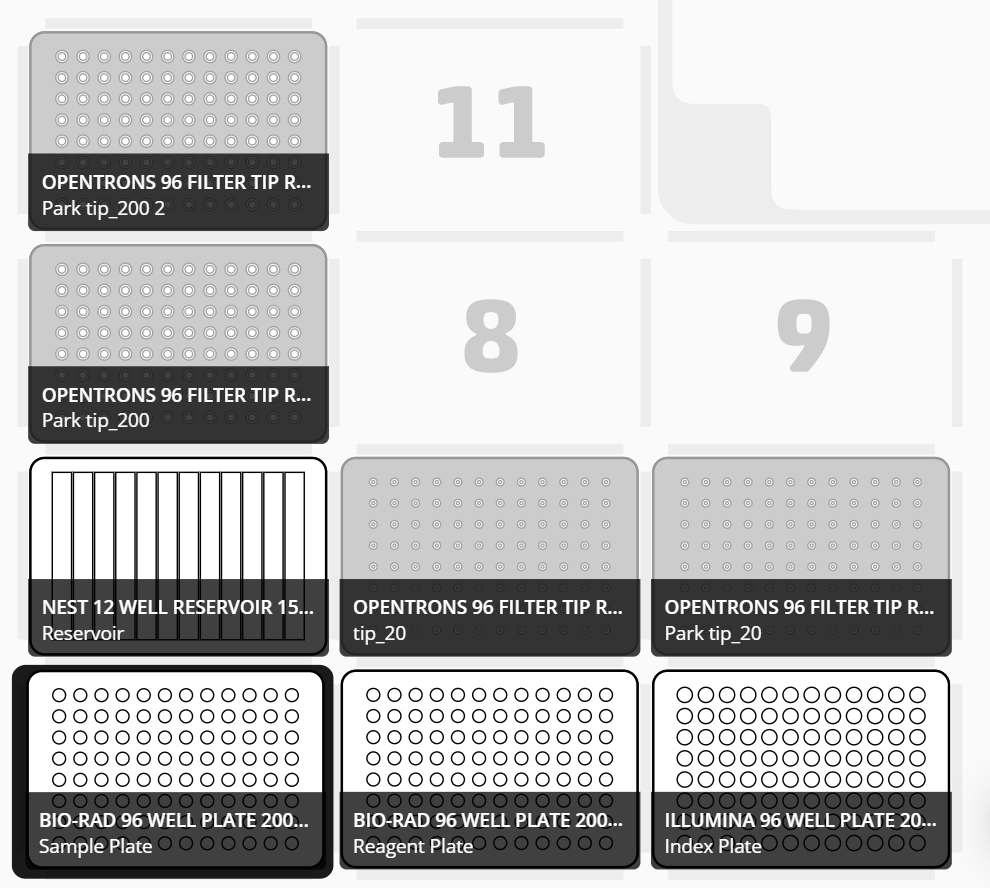 OPENTRONS 96 FILTER TIP R...
Park tip_200 2
11
OPENTRONS 96 FILTER TIP R...
Park tip_200
8
9
NEST 12 WELL RESERVOIR 15...
Reservoir
OPENTRONS 96 FILTER TIP R...
tip_20
OPENTRONS 96 FILTER TIP R...
Park tip_20
BIO-RAD 96 WELL PLATE 200...
Sample Plate
BIO-RAD 96 WELL PLATE 200...
Reagent Plate
ILLUMINA 96 WELL PLATE 20...
Index Plate